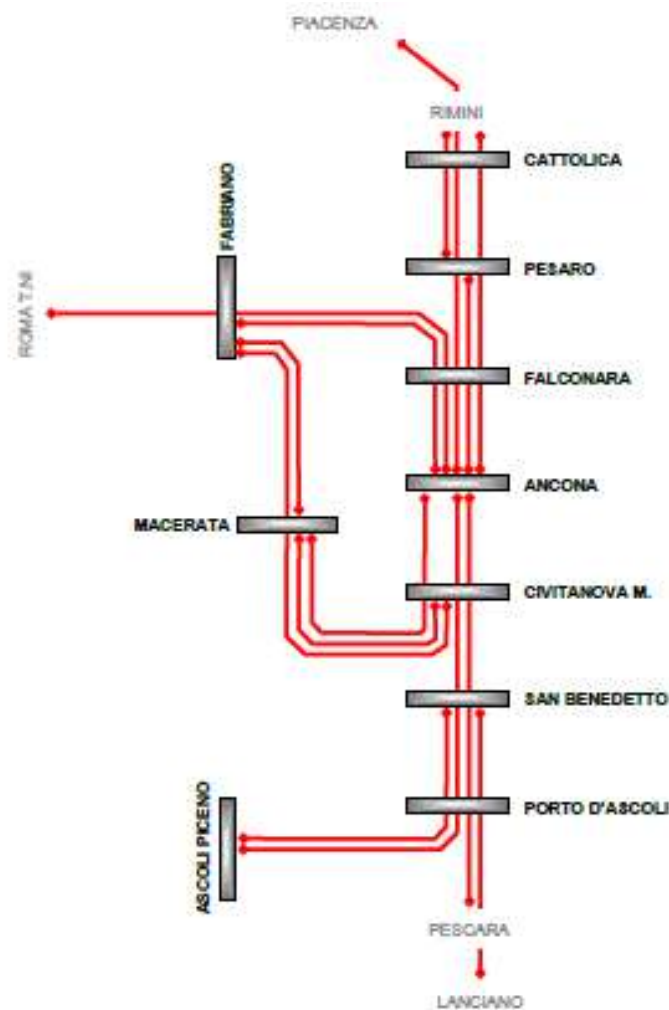 PIACENZA
RIMINI
CATTOLICA
FABRIANO
PESARO
ROMA T.NI
FALCONARA
ANCONA
MACERATA
CIVITANOVA M.
SAN BENEDETTO
PORTO D'ASCOLI
ASCOLI PICENO
PESCARA
LANCIANO